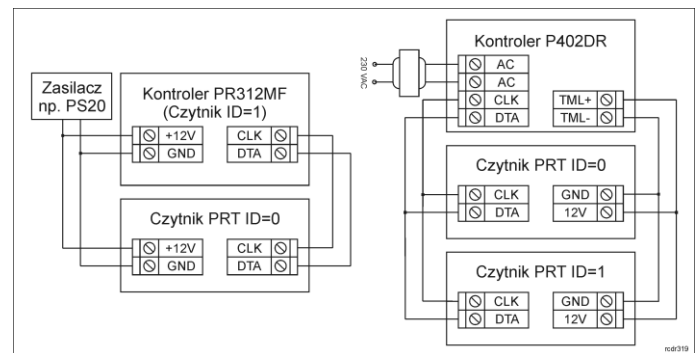 Zasilacz
np. PS20
Kontroler PR312MF
(Czytnik ID=1)
+12V
CLK
GND
DTA
Czytnik PRT ID=0
+12V
CLK
GND
DTA
230 VAC
Kontroler P402DR
AC
AC
CLK
TML+
DTA
TML-
Czytnik PRT ID=0
CLK
GND
DTA
12V
Czytnik PRT ID=1
CLK
GND
DTA
12V
rcdr319